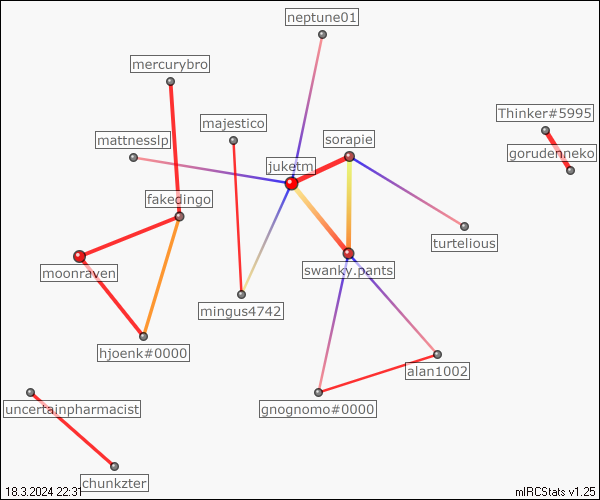 neptune01
mercurybro
Thinker#5995
majestico
mattnesslp
sorapie
gorudenneko
juketm
fakedingo
turtelious
moonraven
swanky.pants
mingus4742
hjoenk#0000
alan1002
uncertainpharmacist
gnognomo#0000
chunkzter
18.3.2024 22:31
mIRCStats v1.25